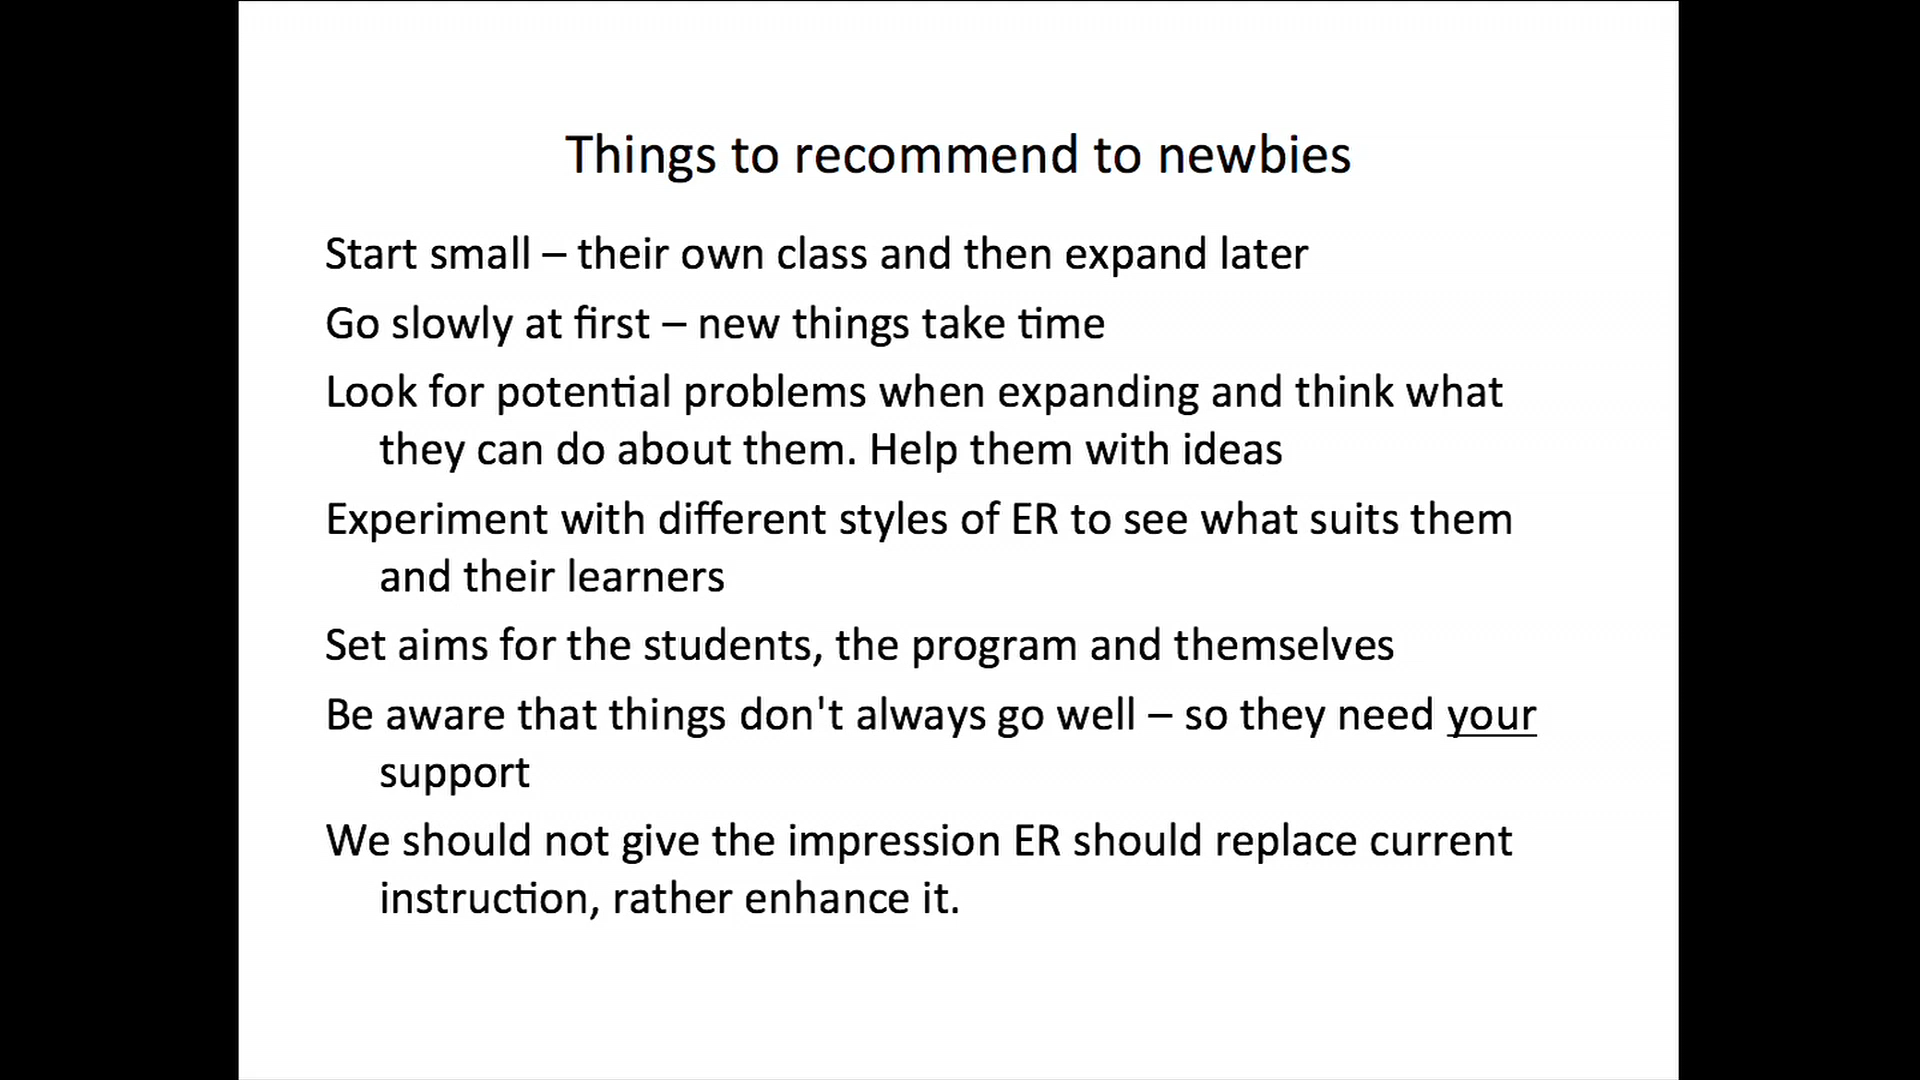 Things to recommend to newbies
Start small – their own class and then expand later
Go slowly at first – new things take time
Look for potential problems when expanding and think what
they can do about them. Help them with ideas
Experiment with different styles of ER to see what suits them
and their learners
Set aims for the students, the program and themselves
Be aware that things don't always go well – so they need your
support
We should not give the impression ER should replace current
instruction, rather enhance it.